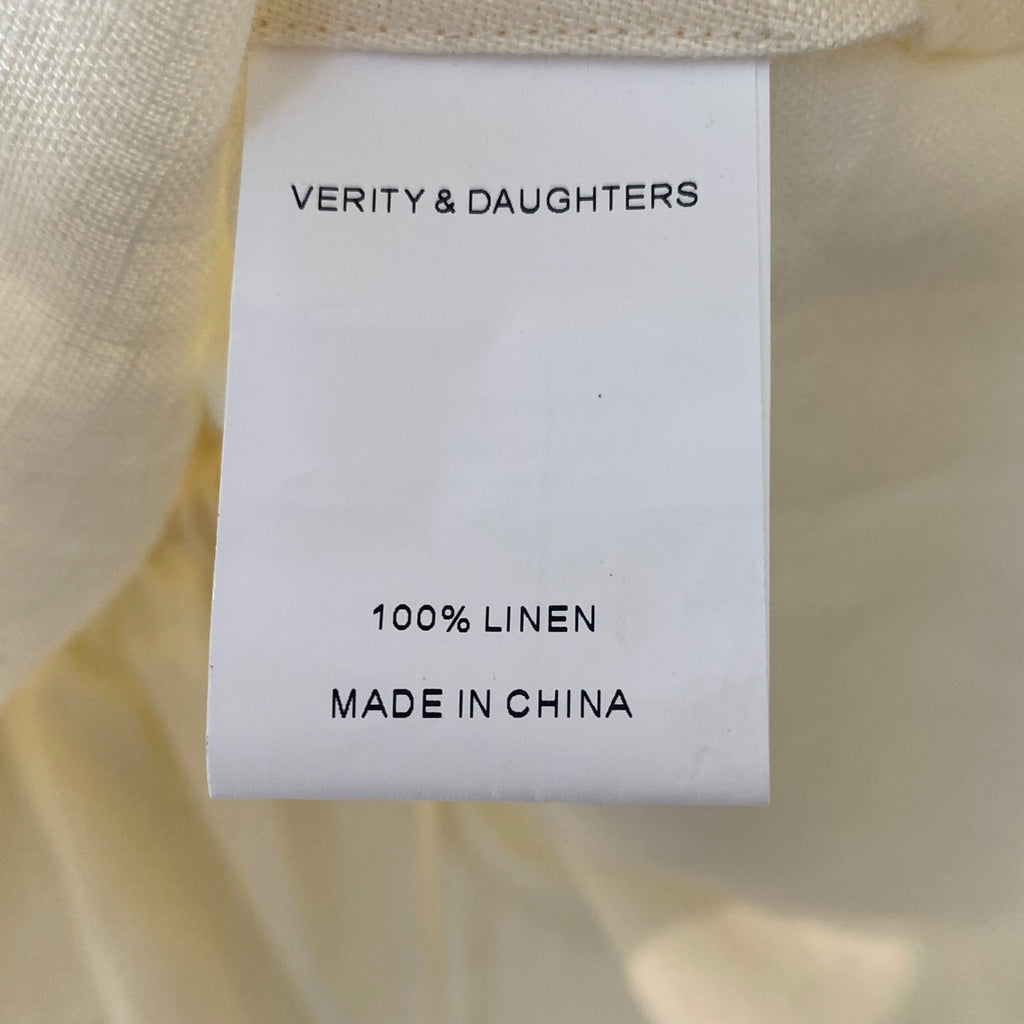 VERITY & DAUGHTERS
100% LINEN
MADE IN CHINA